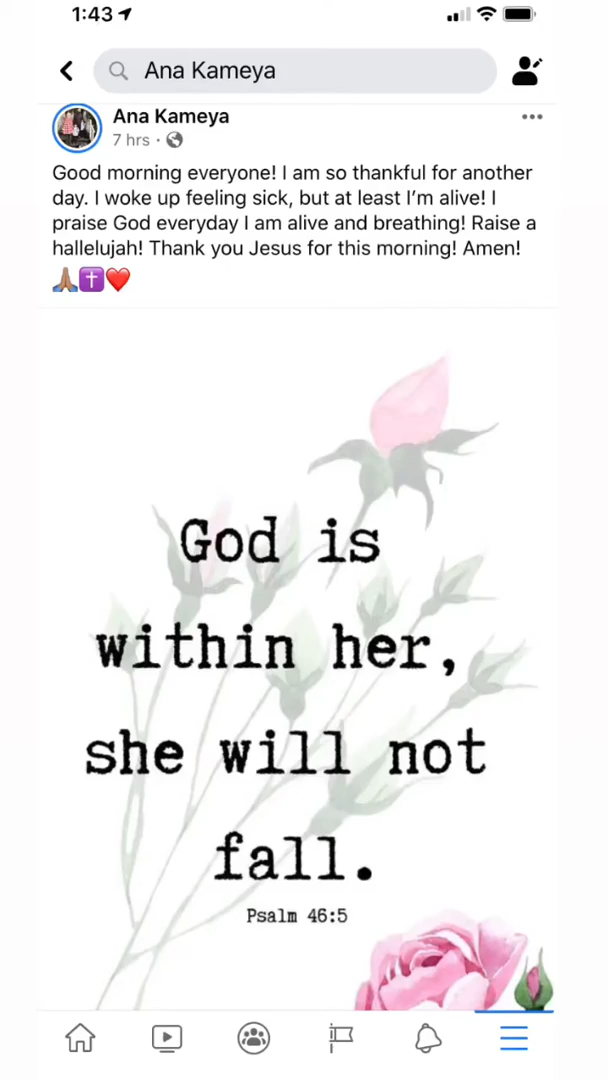 1:43
Ana Kameya
Ana Kameya
7 hrs ·
Good morning everyone! I am so thankful for another
day. I woke up feeling sick, but at least I’m alive! I
praise God everyday I am alive and breathing! Raise a
hallelujah! Thank you Jesus for this morning! Amen!
🙏🏽✝️❤️
God is
within her,
she will not
fall.
Psalm 46:5